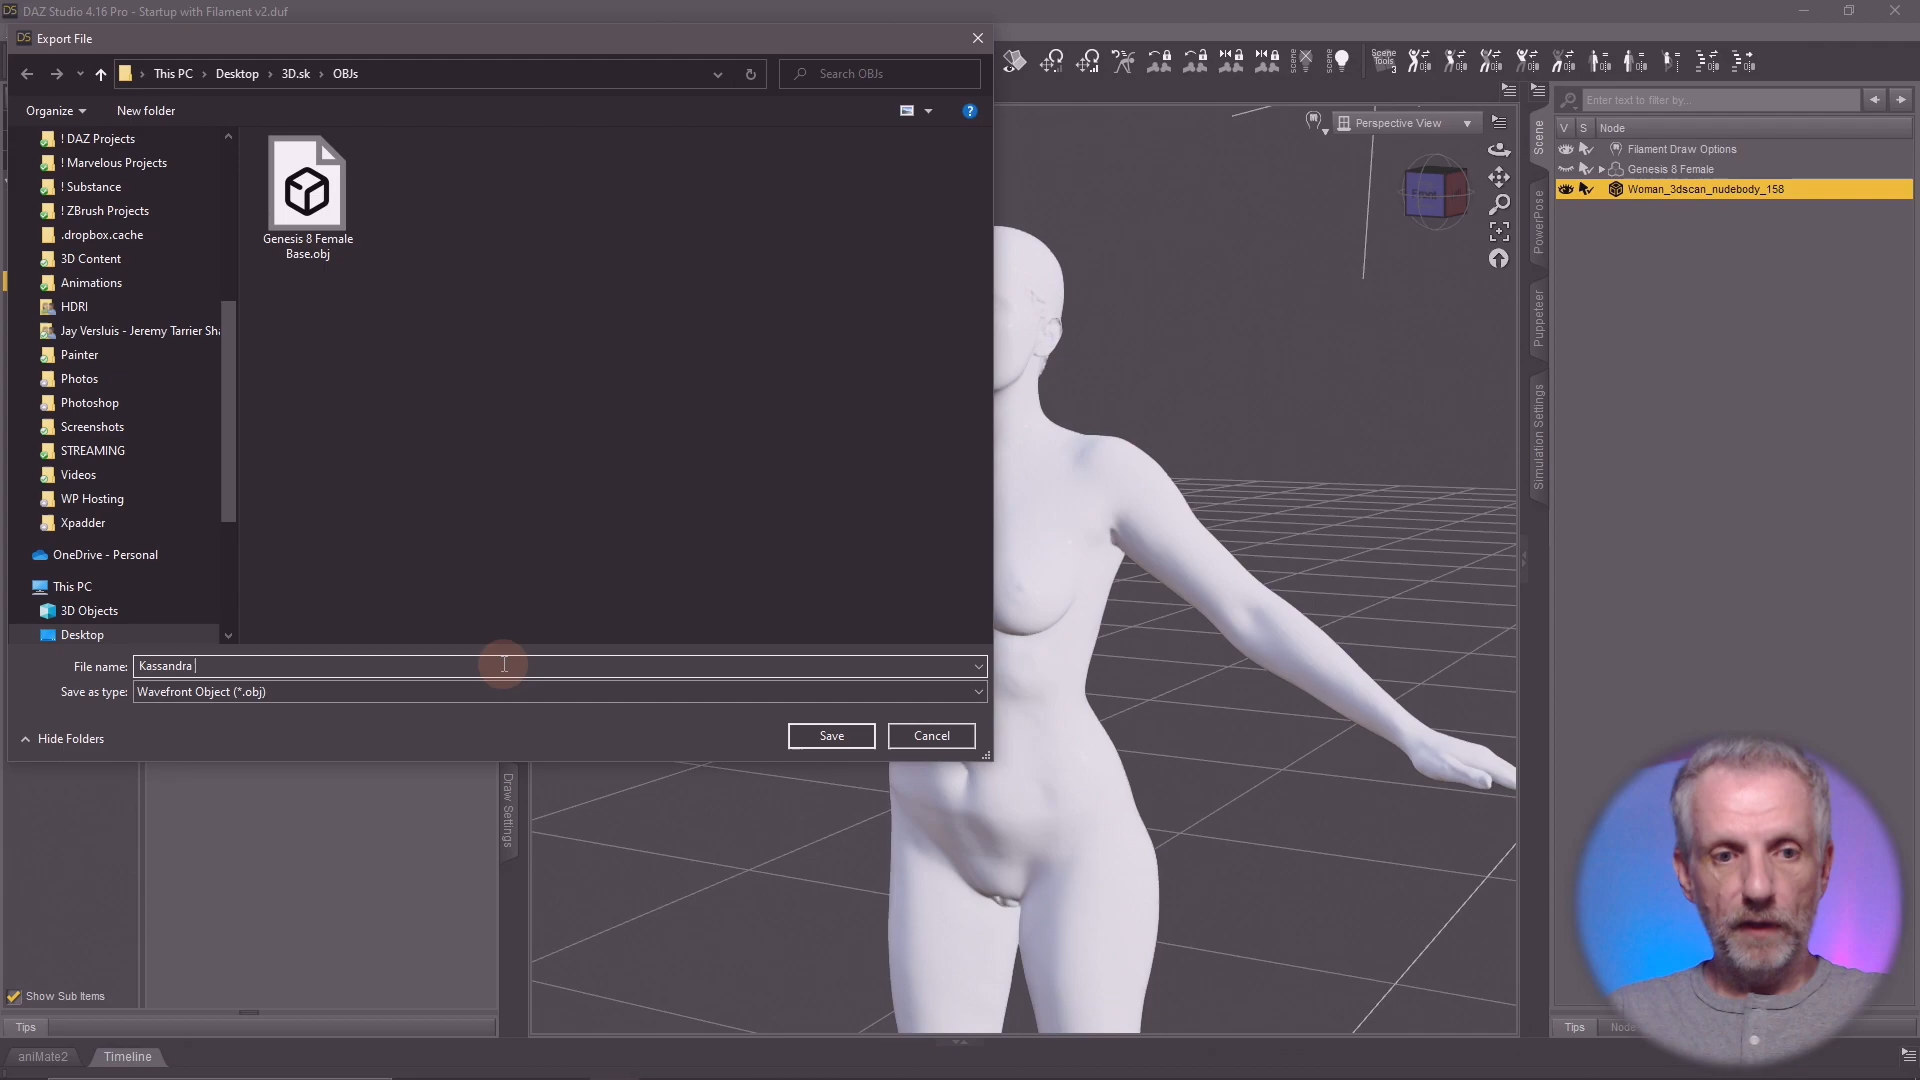 DAZ Studio 4.16 Pro - Startup with Filament v2.duf
Export File
This PC
Desktop
3D.sk
OBJs
Search OBJs
Organize
New folder
! DAZ Projects
! Marvelous Projects
! Substance
! ZBrush Projects
.dropbox.cache
3D Content
Animations
HDRI
Jay Versluis - Jeremy Tarrier Sha
Painter
Photos
Photoshop
Screenshots
STREAMING
Videos
WP Hosting
Xpadder
OneDrive - Personal
This PC
3D Objects
Desktop
Genesis 8 Female
Base.obj
File name: Kassandra
Save as type: Wavefront Object (*.obj)
Hide Folders
Save
Cancel
Draw Settings
Show Sub Items
Tips
aniMate2
Timeline
Scene
Tools
3
Perspective View
Scene
PowerPose
Puppeteer
Simulation Settings
Enter text to filter by...
V S Node
Filament Draw Options
Genesis 8 Female
Woman_3dscan_nudebody_158
Tips
Node